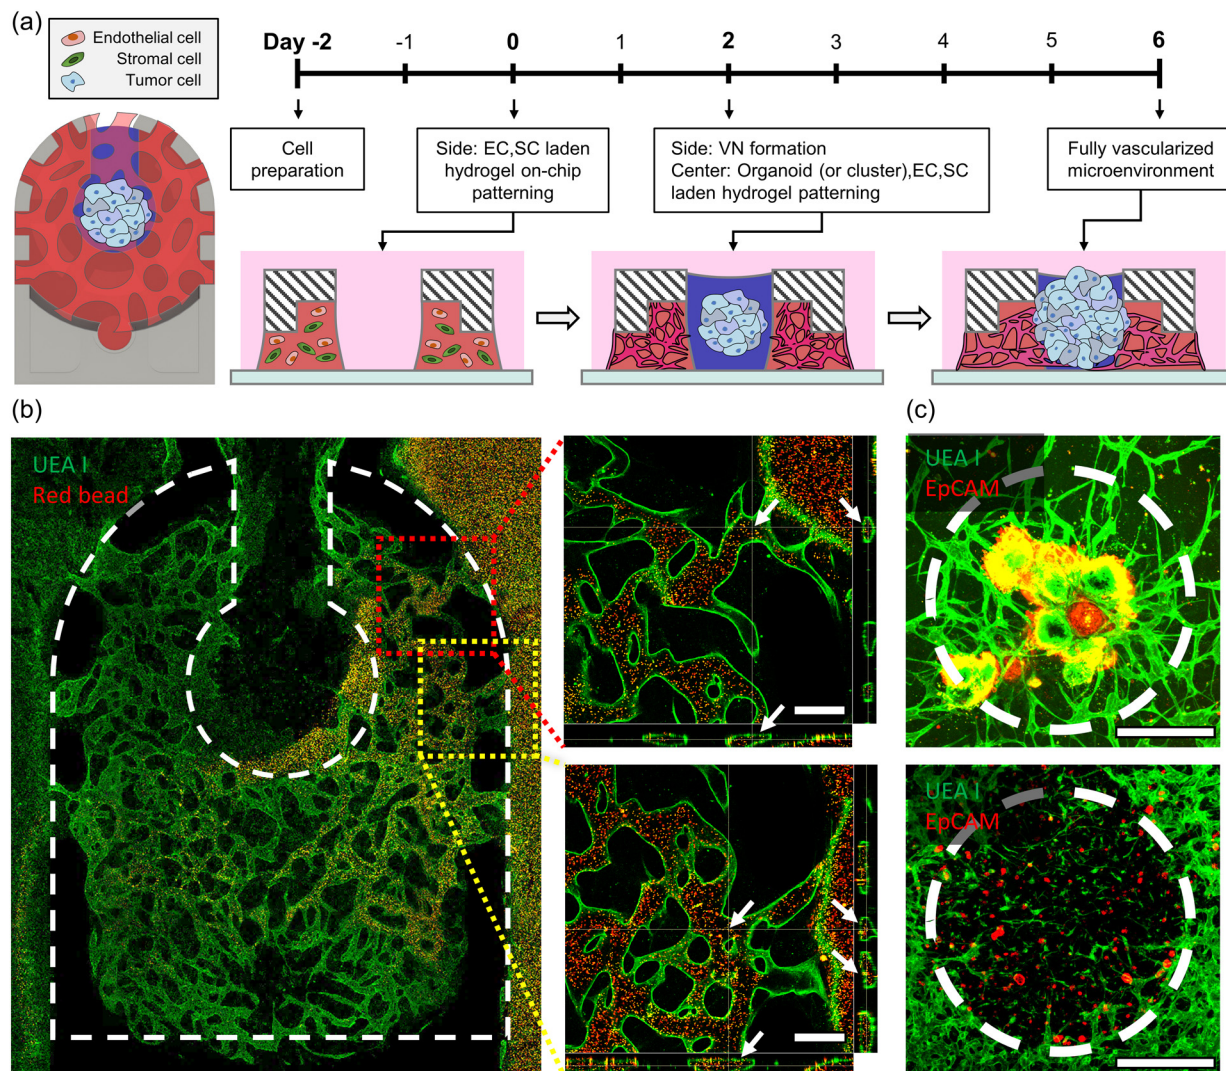 (a)
Endothelial cell
Stromal cell
Tumor cell
Day -2 -1 0 1 2 3 4 5 6
Cell
preparation
Side: EC,SC laden
hydrogel on-chip
patterning
Side: VN formation
Center: Organoid (or cluster),EC,SC
laden hydrogel patterning
Fully vascularized
microenvironment
(b)
UEA I
Red bead
(c)
UEA I
EpCAM
UEA I
EpCAM